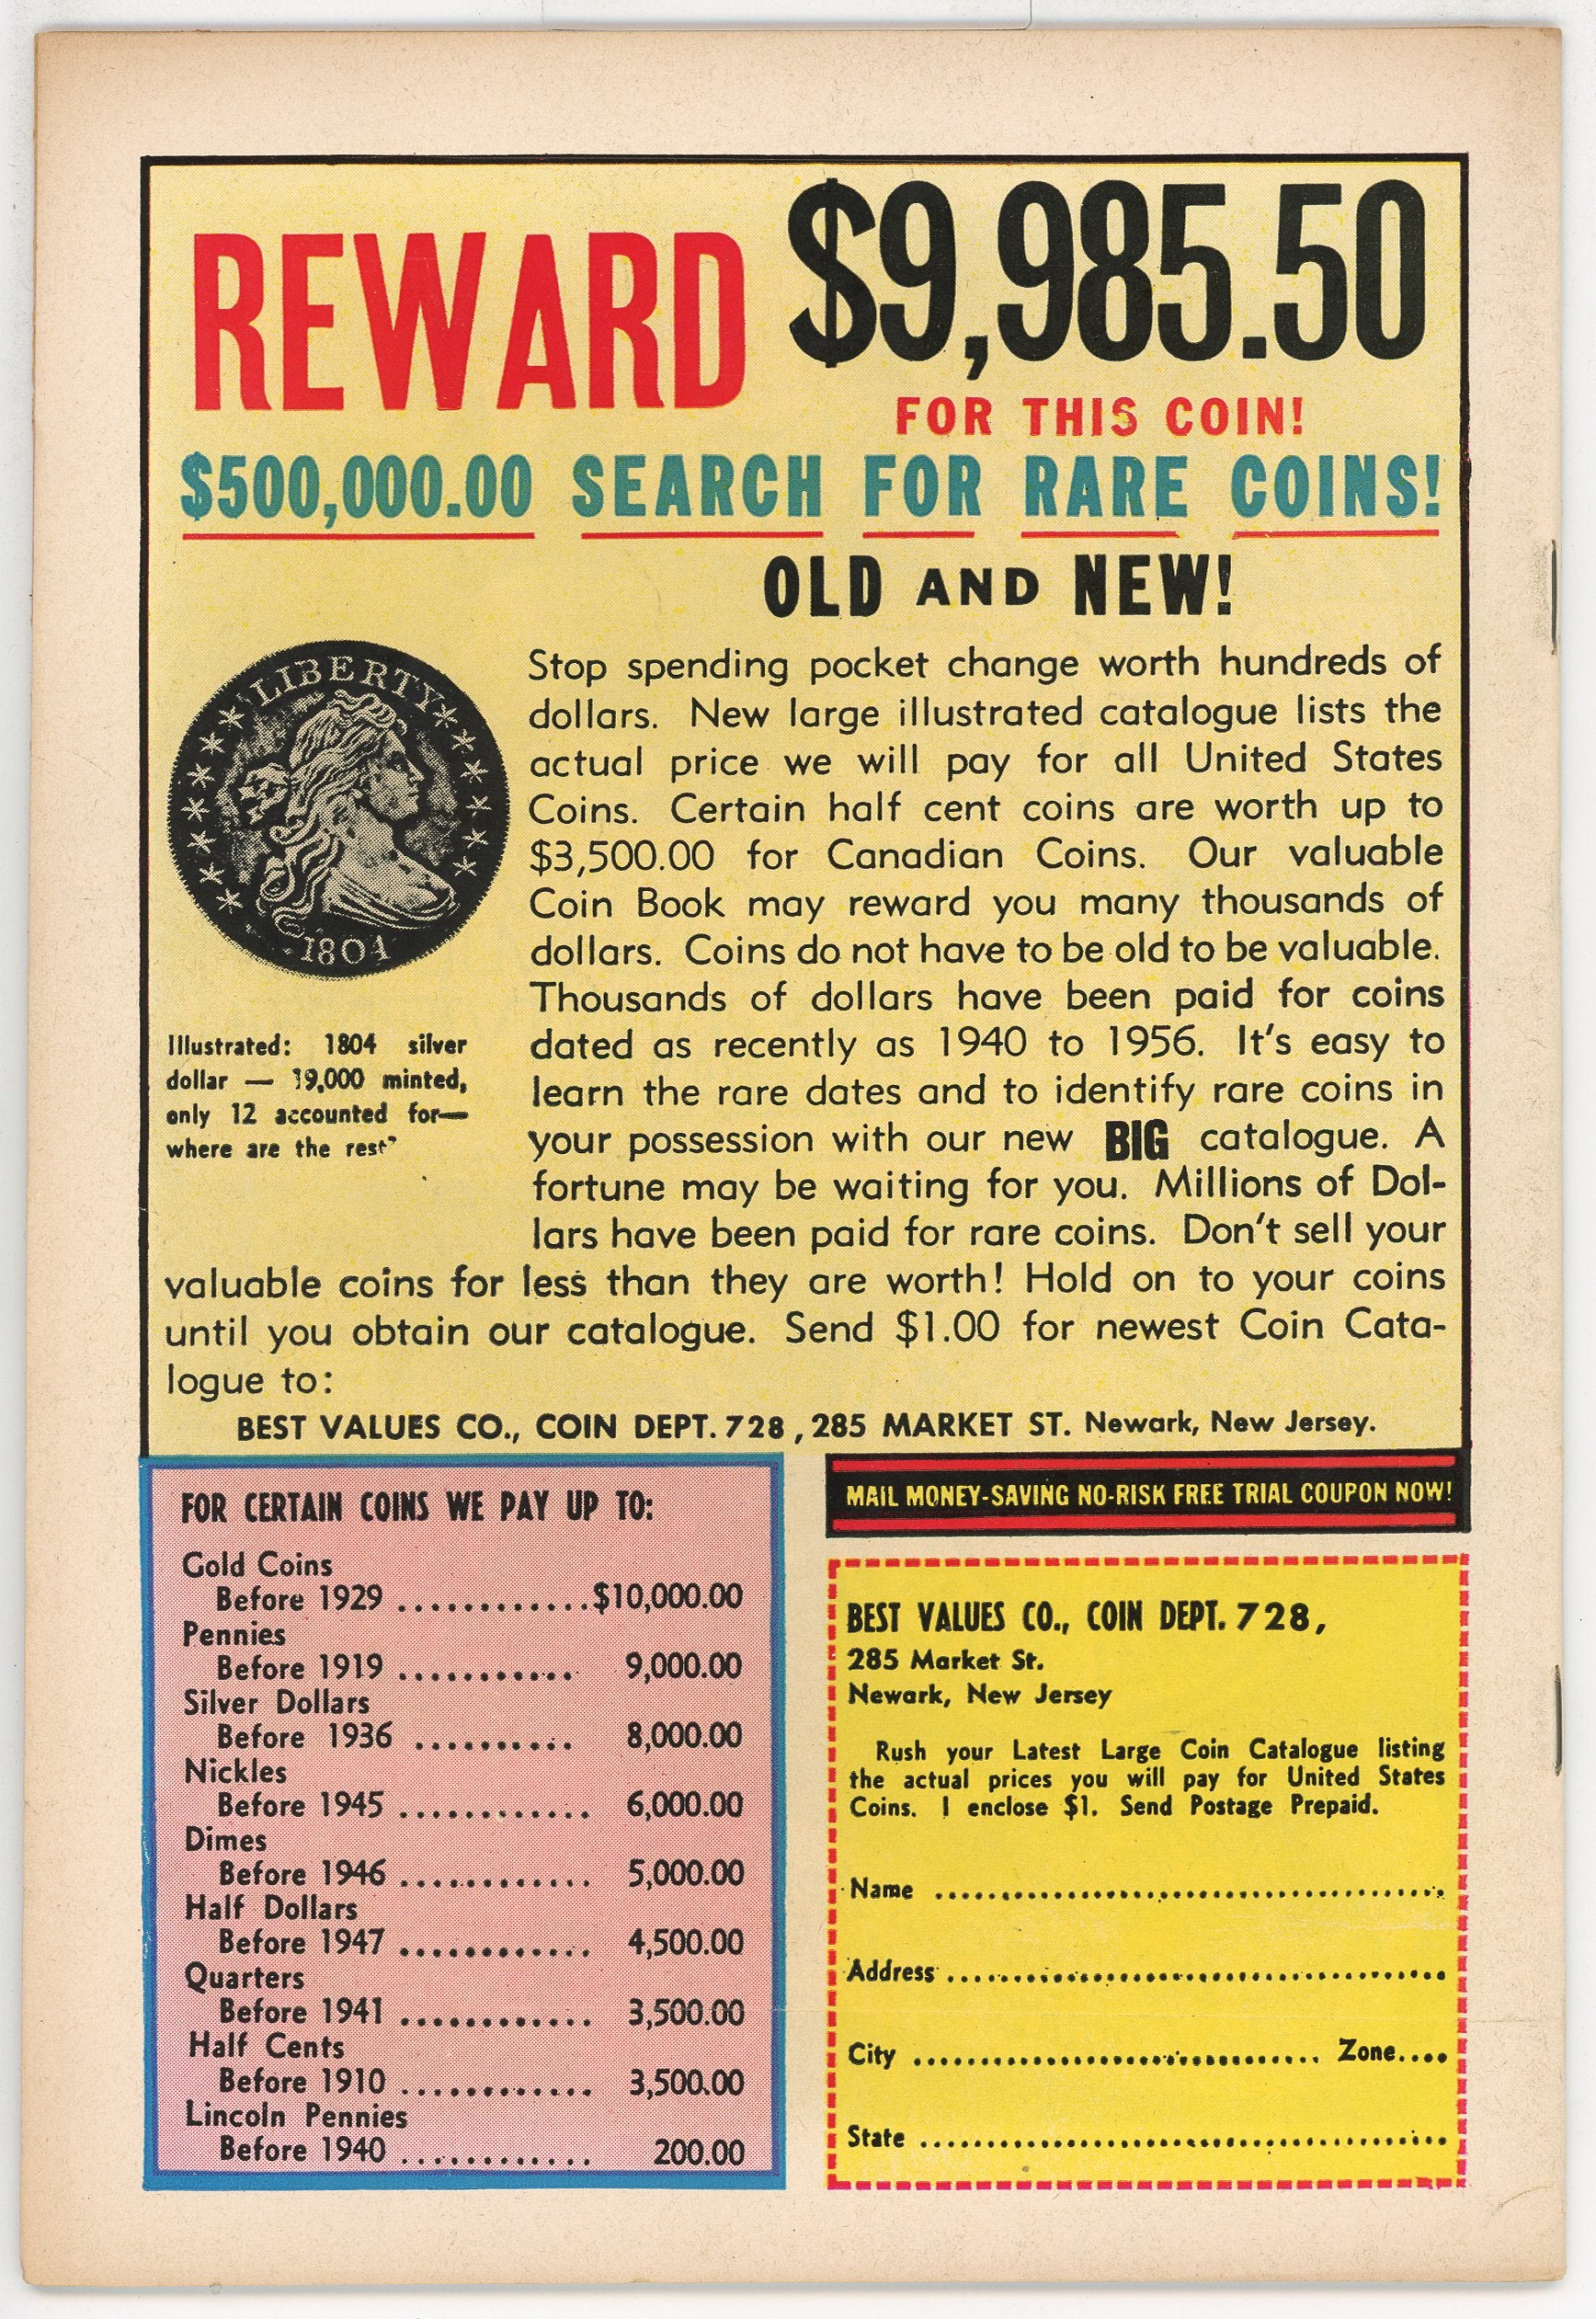 REWARD $9,985.50
FOR THIS COIN!
$500,000.00 SEARCH FOR RARE COINS!
OLD AND NEW!
LIBERTY
1804
Illustrated: 1804 silver
dollar — 19,000 minted,
only 12 accounted for—
where are the rest"
Stop spending pocket change worth hundreds of
dollars. New large illustrated catalogue lists the
actual price we will pay for all United States
Coins. Certain half cent coins are worth up to
$3,500.00 for Canadian Coins. Our valuable
Coin Book may reward you many thousands of
dollars. Coins do not have to be old to be valuable.
Thousands of dollars have been paid for coins
dated as recently as 1940 to 1956. It's easy to
learn the rare dates and to identify rare coins in
your possession with our new BIG catalogue. A
fortune may be waiting for you. Millions of Dol-
lars have been paid for rare coins. Don't sell your
valuable coins for less than they are worth! Hold on to your coins
until you obtain our catalogue. Send $1.00 for newest Coin Cata-
logue to:
BEST VALUES CO., COIN DEPT. 728, 285 MARKET ST. Newark, New Jersey.
FOR CERTAIN COINS WE PAY UP TO:
Gold Coins
Before 1929 ............$10,000.00
Pennies
Before 1919 ........... 9,000.00
Silver Dollars
Before 1936 .......... 8,000.00
Nickles
Before 1945 ............ 6,000.00
Dimes
Before 1946 ............ 5,000.00
Half Dollars
Before 1947 ............ 4,500.00
Quarters
Before 1941 ............ 3,500.00
Half Cents
Before 1910 ............ 3,500.00
Lincoln Pennies
Before 1940 ............ 200.00
MAIL MONEY-SAVING NO-RISK FREE TRIAL COUPON NOW!
BEST VALUES CO., COIN DEPT. 728,
285 Market St.
Newark, New Jersey
Rush your Latest Large Coin Catalogue listing
the actual prices you will pay for United States
Coins. I enclose $1. Send Postage Prepaid.
Name ........................................
Address ........................................
City ................................ Zone....
State ........................................